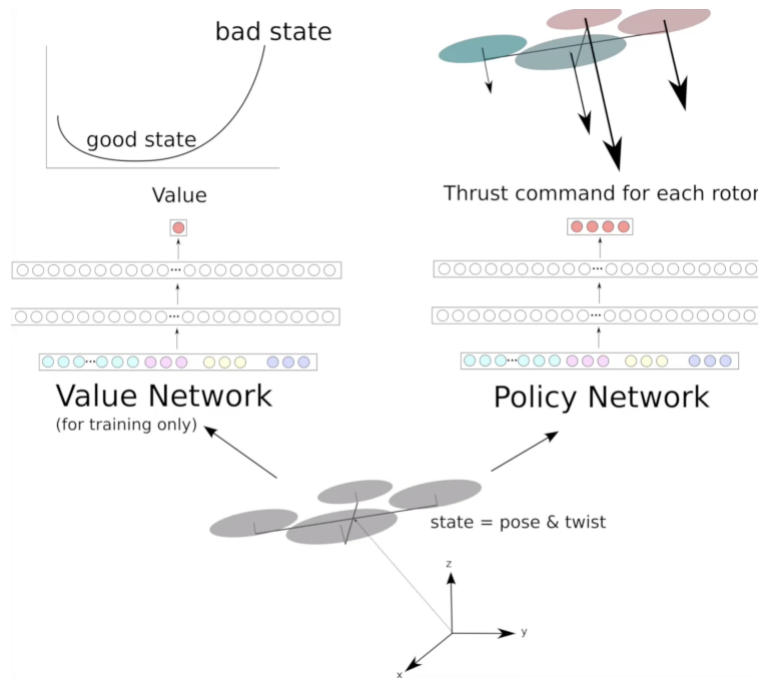 bad state
good state
Value
Thrust command for each rotor
Value Network
(for training only)
Policy Network
state = pose & twist
z
y
x